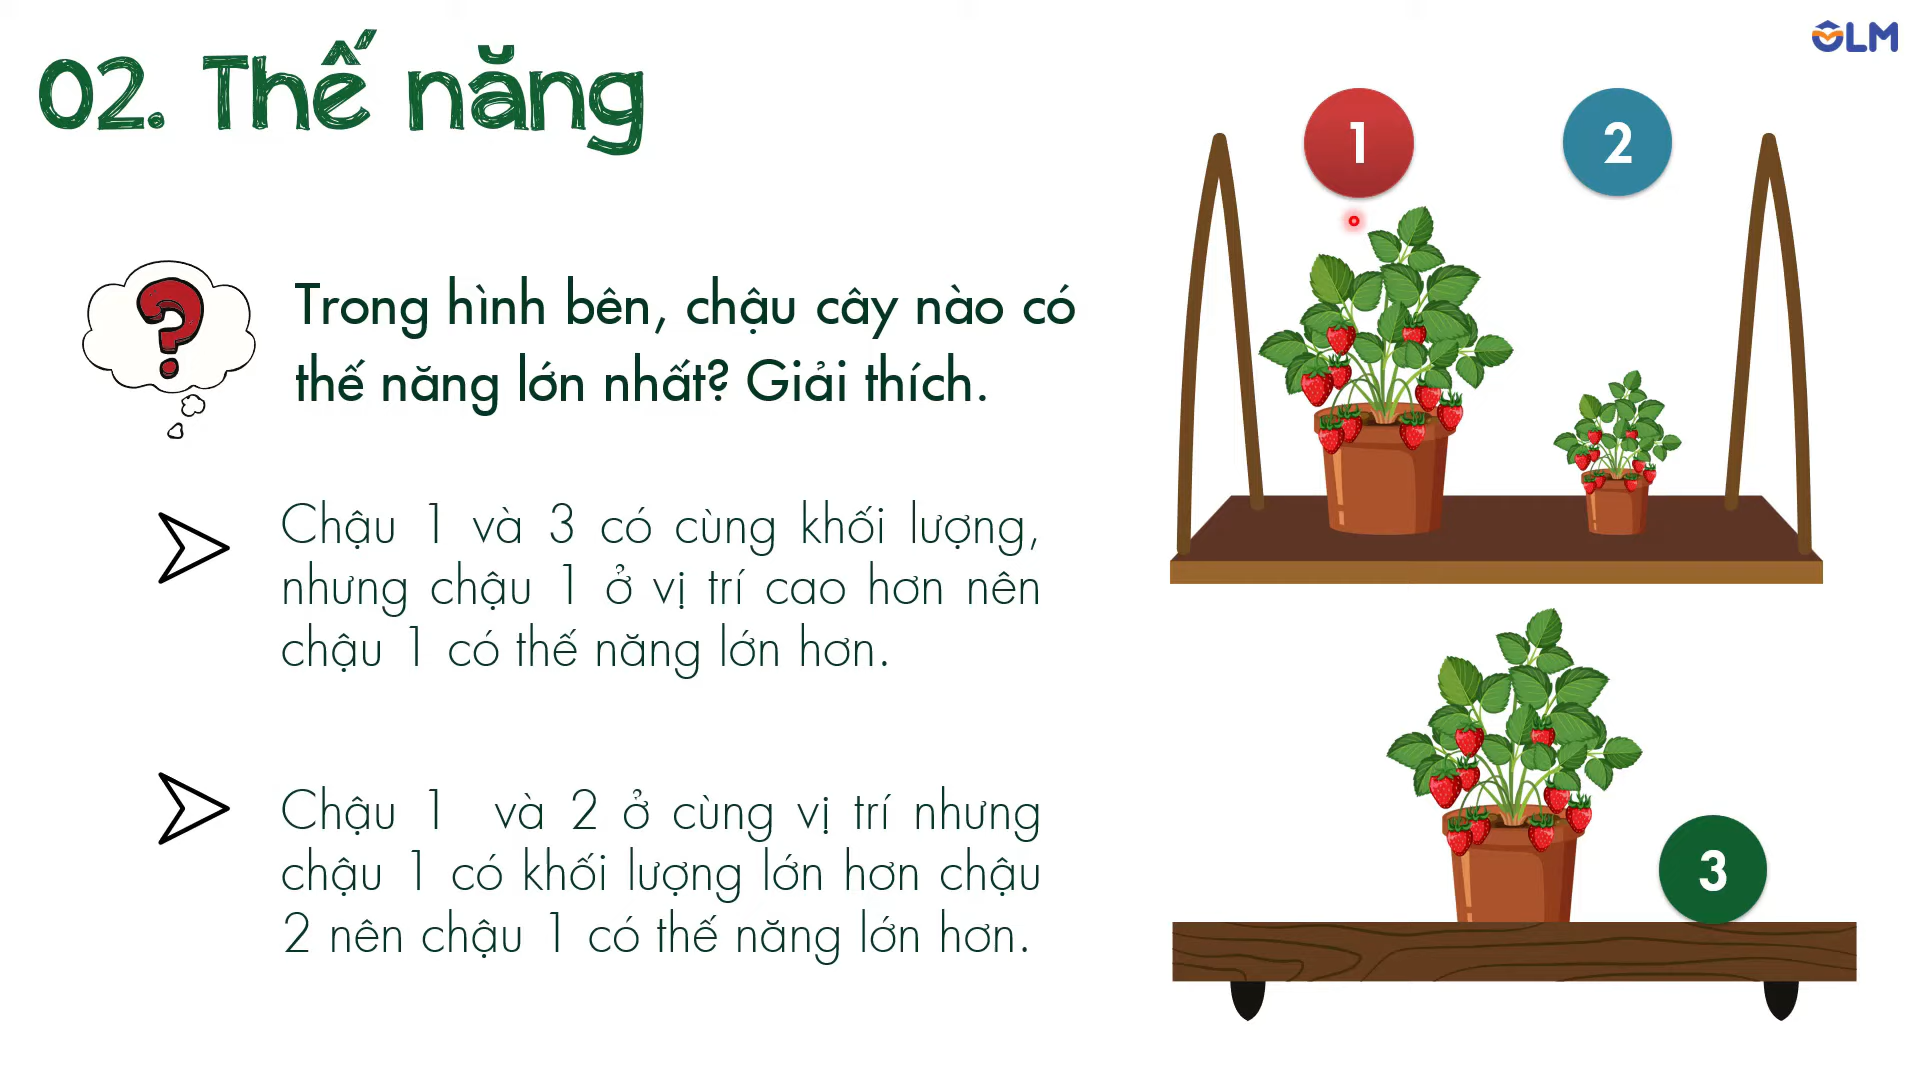 02. Thế năng
OLM
1
2
Trong hình bên, chậu cây nào có
thế năng lớn nhất? Giải thích.
Chậu 1 và 3 có cùng khối lượng,
nhưng chậu 1 ở vị trí cao hơn nên
chậu 1 có thế năng lớn hơn.
Chậu 1 và 2 ở cùng vị trí nhưng
chậu 1 có khối lượng lớn hơn chậu
2 nên chậu 1 có thế năng lớn hơn.
3